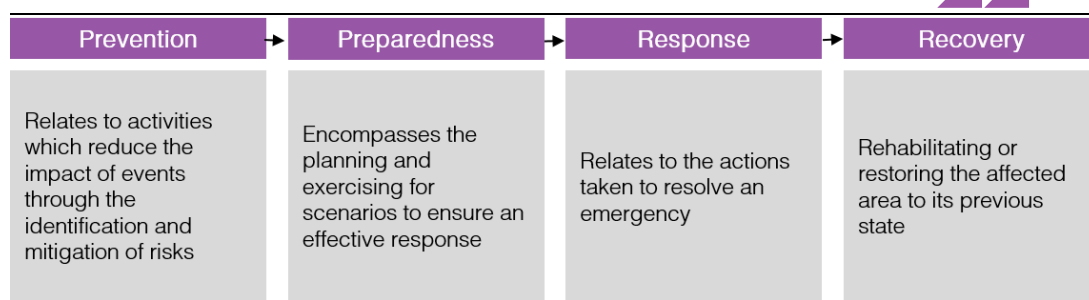 Prevention
Preparedness
Response
Recovery
Relates to activities
which reduce the
impact of events
through the
identification and
mitigation of risks
Encompasses the
planning and
exercising for
scenarios to ensure an
effective response
Relates to the actions
taken to resolve an
emergency
Rehabilitating or
restoring the affected
area to its previous
state